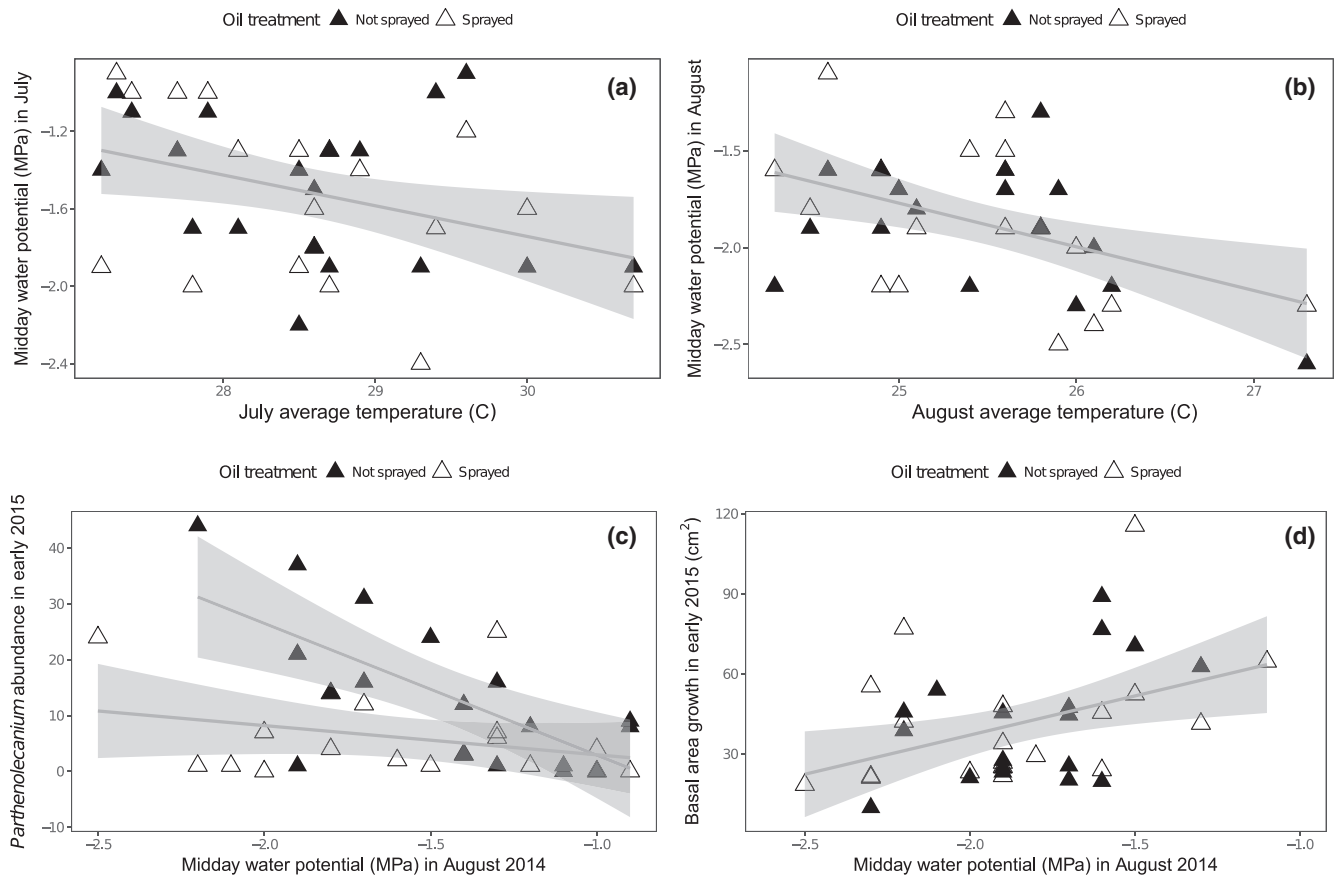 Oil treatment Not sprayed Sprayed
(a)
Midday water potential (MPa) in July
−1.2
−1.6
−2.0
−2.4
28 29 30
July average temperature (C)
Oil treatment Not sprayed Sprayed
(b)
Midday water potential (MPa) in August
−1.5
−2.0
−2.5
25 26 27
August average temperature (C)
Oil treatment Not sprayed Sprayed
(c)
Parthenolecanium abundance in early 2015
40
30
20
10
0
−10
−2.5 −2.0 −1.5 −1.0
Midday water potential (MPa) in August 2014
Oil treatment Not sprayed Sprayed
(d)
Basal area growth in early 2015 (cm²)
120
90
60
30
−2.5 −2.0 −1.5 −1.0
Midday water potential (MPa) in August 2014